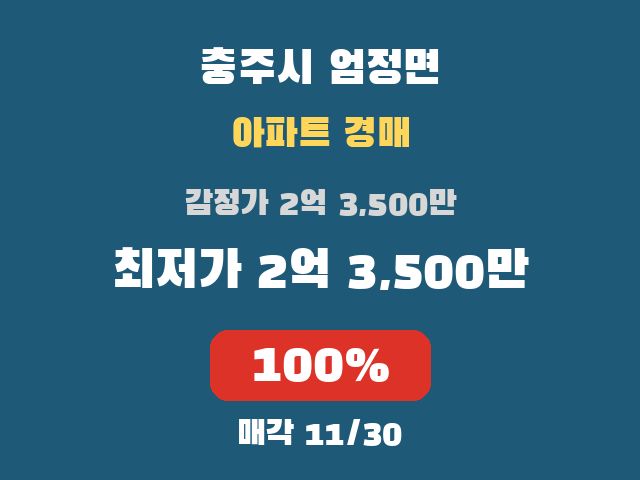 충주시 엄정면
아파트 경매
감정가 2억 3,500만
최저가 2억 3,500만
100%
매각 11/30